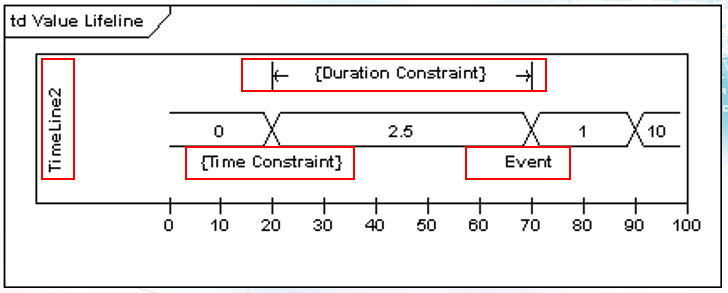 td Value Lifeline
TimeLine2
{Duration Constraint}
0 2.5 1 10
{Time Constraint} Event
0 10 20 30 40 50 60 70 80 90 100